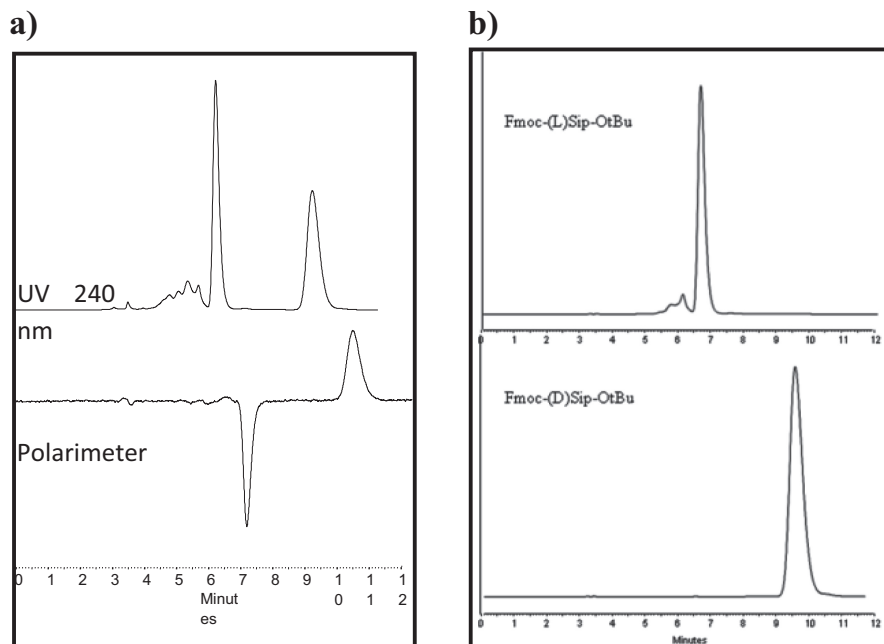 a)
UV 240
nm
Polarimeter
0 1 2 3 4 5 6 7 8 9 1 1 1
Minut 0 1 2
es
b)
Fmoc-(L)Sip-OtBu
0 1 2 3 4 5 6 7 8 9 10 11 12
Fmoc-(D)Sip-OtBu
0 1 2 3 4 5 6 7 8 9 10 11 12
Minutes